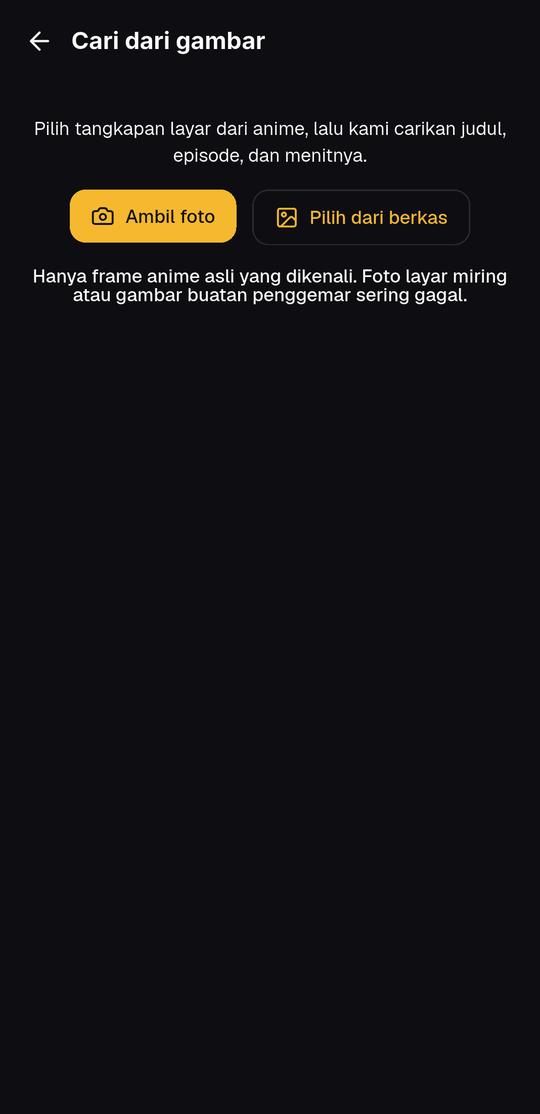 Cari dari gambar
Pilih tangkapan layar dari anime, lalu kami carikan judul,
episode, dan menitnya.
Ambil foto
Pilih dari berkas
Hanya frame anime asli yang dikenali. Foto layar miring
atau gambar buatan penggemar sering gagal.